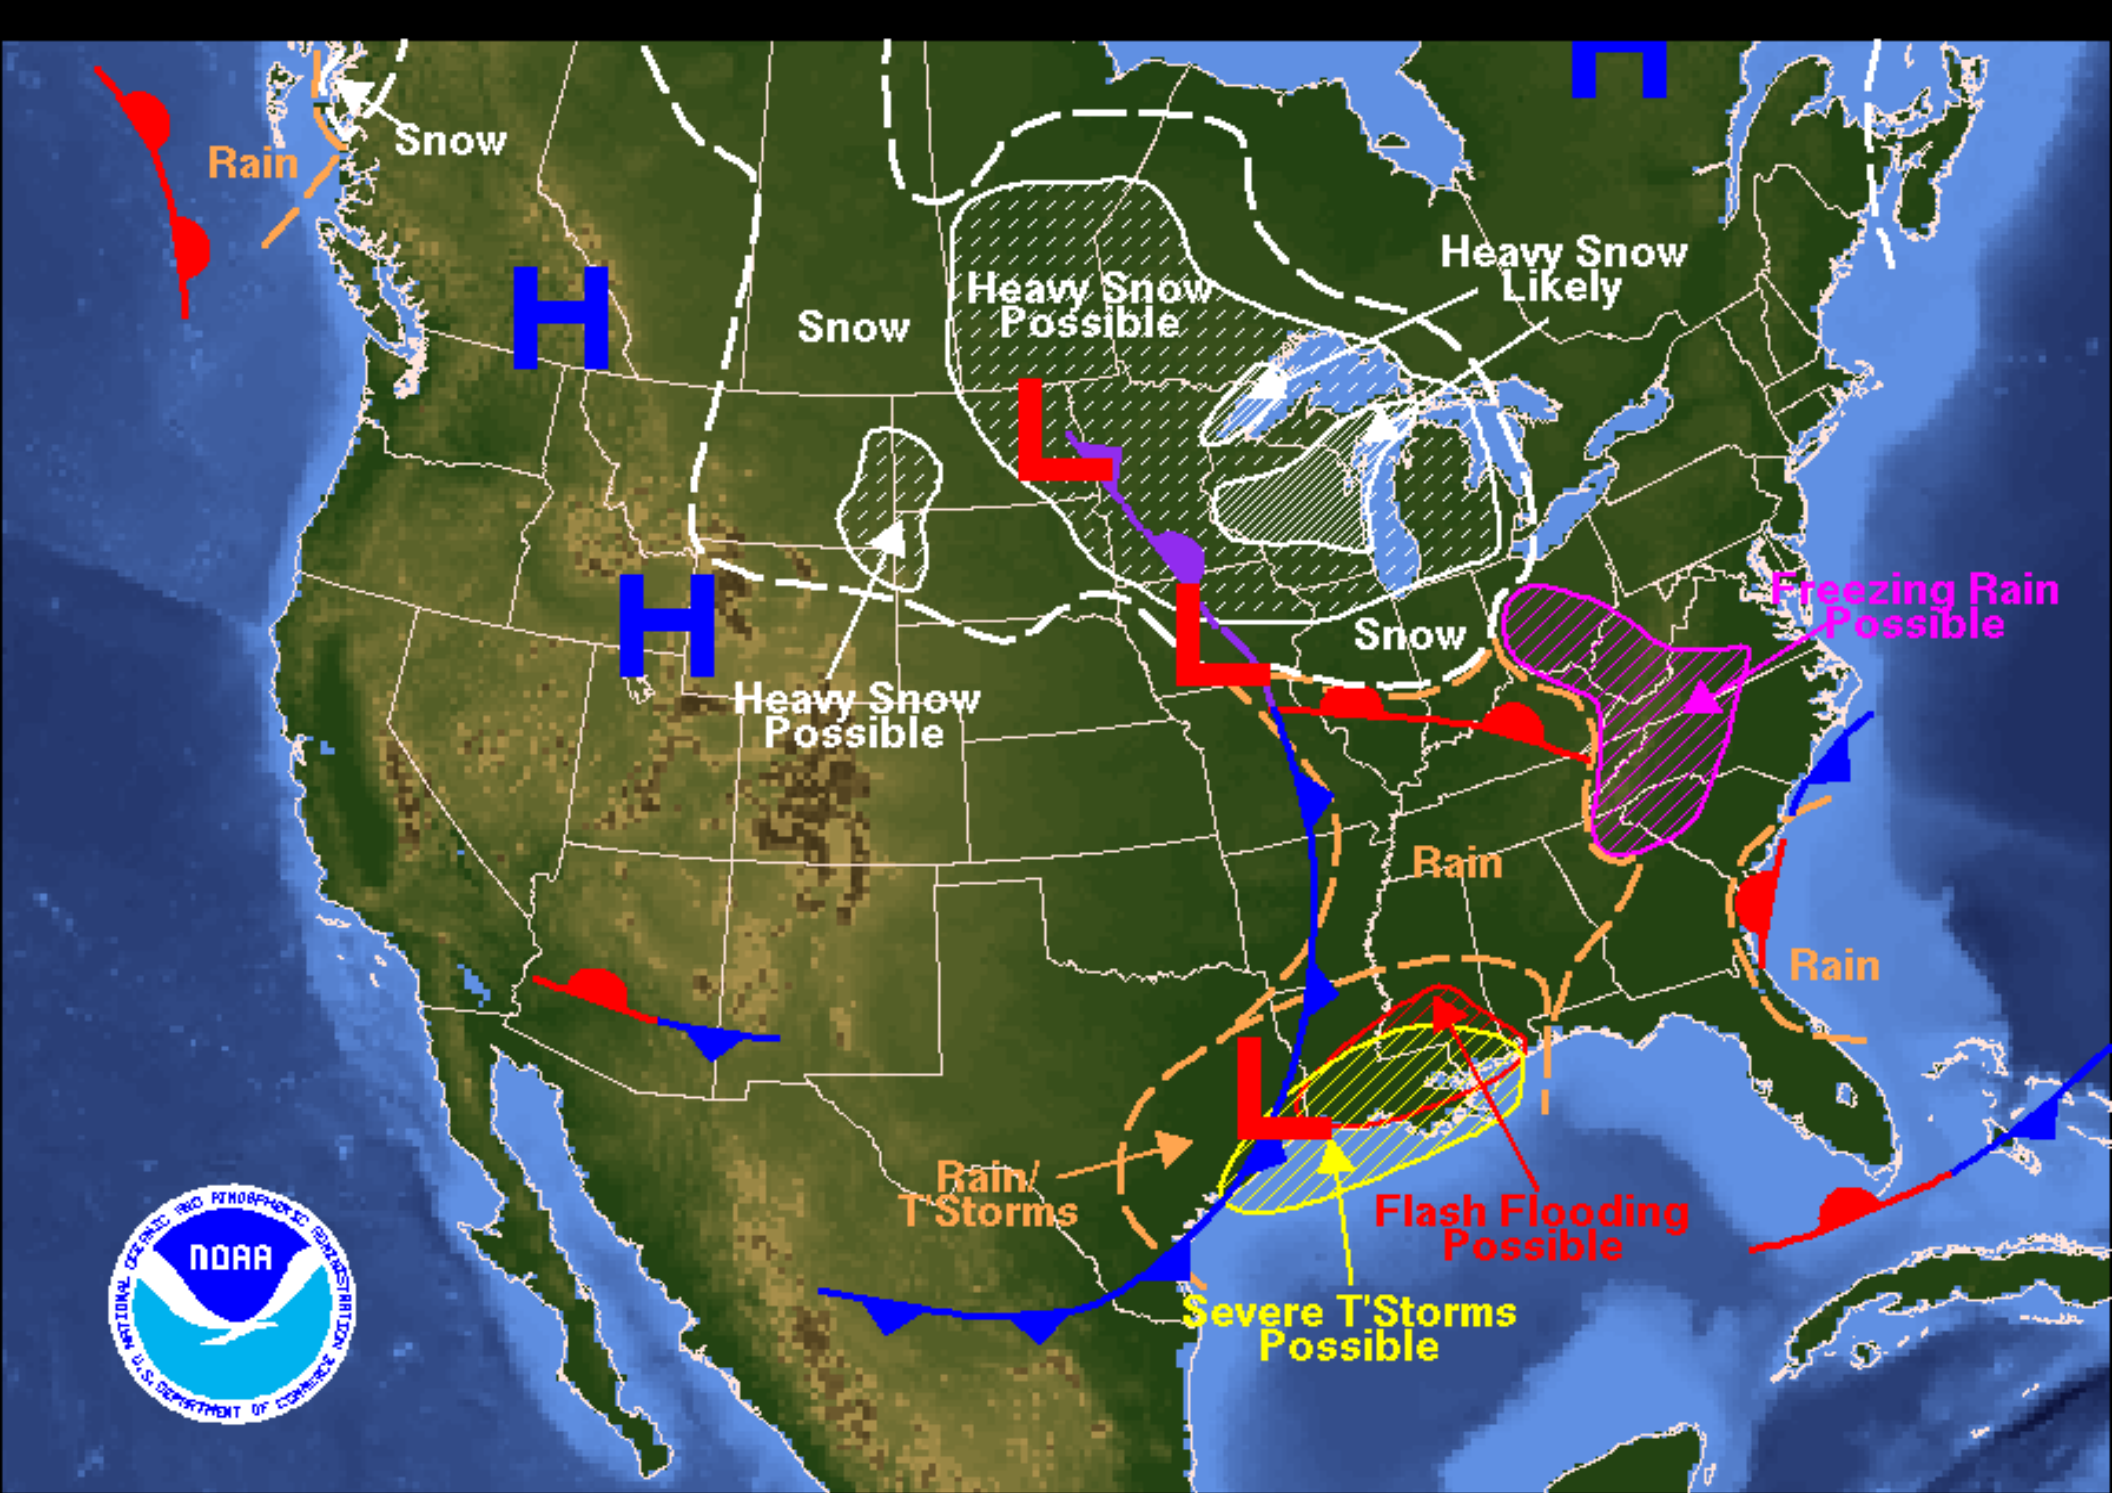 H
Snow
Rain
Heavy Snow
Likely
H
Heavy Snow
Possible
Snow
L
Freezing Rain
Possible
H
L
Snow
Heavy Snow
Possible
Rain
Rain
L
Rain/
T'Storms
Flash Flooding
Possible
Severe T'Storms
Possible
NOAA
NATIONAL OCEANIC AND ATMOSPHERIC ADMINISTRATION
U.S. DEPARTMENT OF COMMERCE